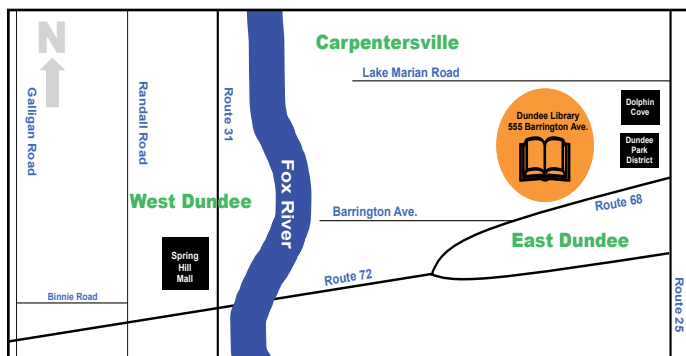 N
Carpentersville
Lake Marian Road
Galligan Road
Randall Road
Route 31
Dundee Library
555 Barrington Ave.
Dolphin
Cove
Dundee
Park
District
Fox River
West Dundee
Barrington Ave.
Route 68
East Dundee
Spring
Hill
Mall
Route 72
Binnie Road
Route 25